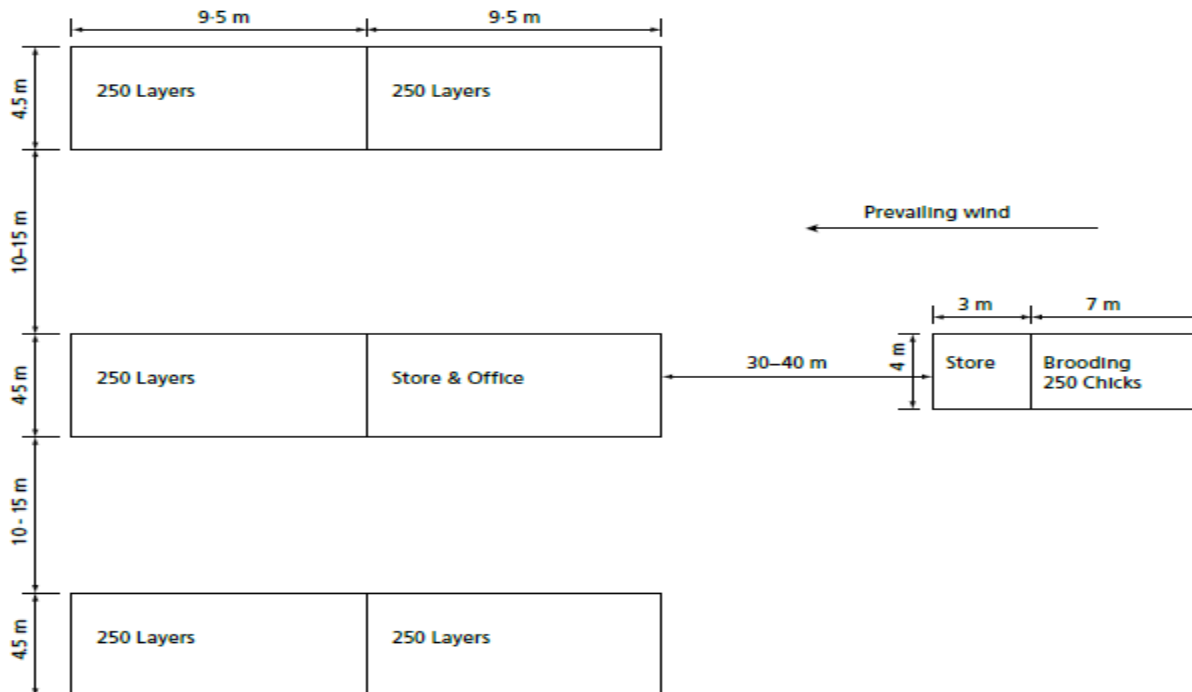 9·5 m
9·5 m
4.5 m
250 Layers
250 Layers
10–15 m
Prevailing wind
3 m
7 m
4·5 m
250 Layers
Store & Office
30–40 m
4 m
Store
Brooding
250 Chicks
10 - 15 m
4.5 m
250 Layers
250 Layers